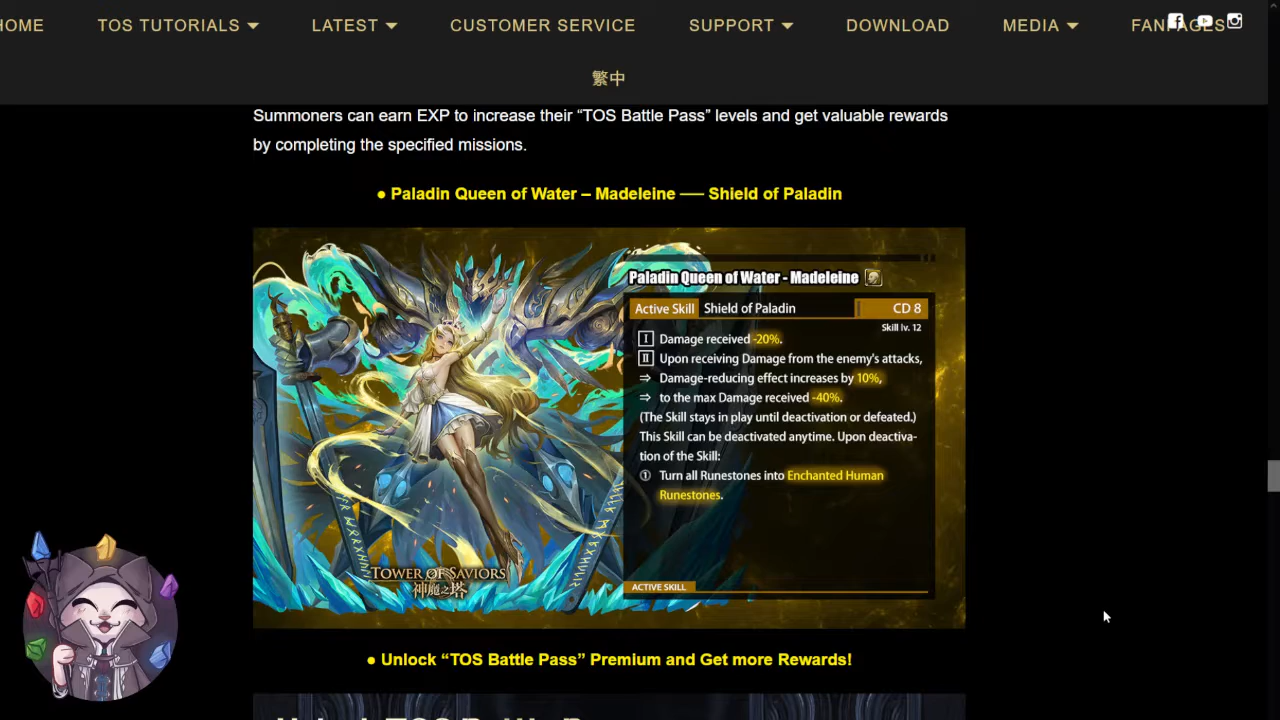 HOME
TOS TUTORIALS
LATEST
CUSTOMER SERVICE
SUPPORT
DOWNLOAD
MEDIA
FANPAGES
繁中
Summoners can earn EXP to increase their “TOS Battle Pass” levels and get valuable rewards
by completing the specified missions.
● Paladin Queen of Water – Madeleine ── Shield of Paladin
Paladin Queen of Water - Madeleine
Active Skill Shield of Paladin CD 8
Skill lv. 12
I Damage received -20%.
II Upon receiving Damage from the enemy's attacks,
⇒ Damage-reducing effect increases by 10%,
⇒ to the max Damage received -40%.
(The Skill stays in play until deactivation or defeated.)
This Skill can be deactivated anytime. Upon deactiva-
tion of the Skill:
① Turn all Runestones into Enchanted Human
Runestones.
ACTIVE SKILL
TOWER OF SAVIORS
神魔之塔
● Unlock “TOS Battle Pass” Premium and Get more Rewards!